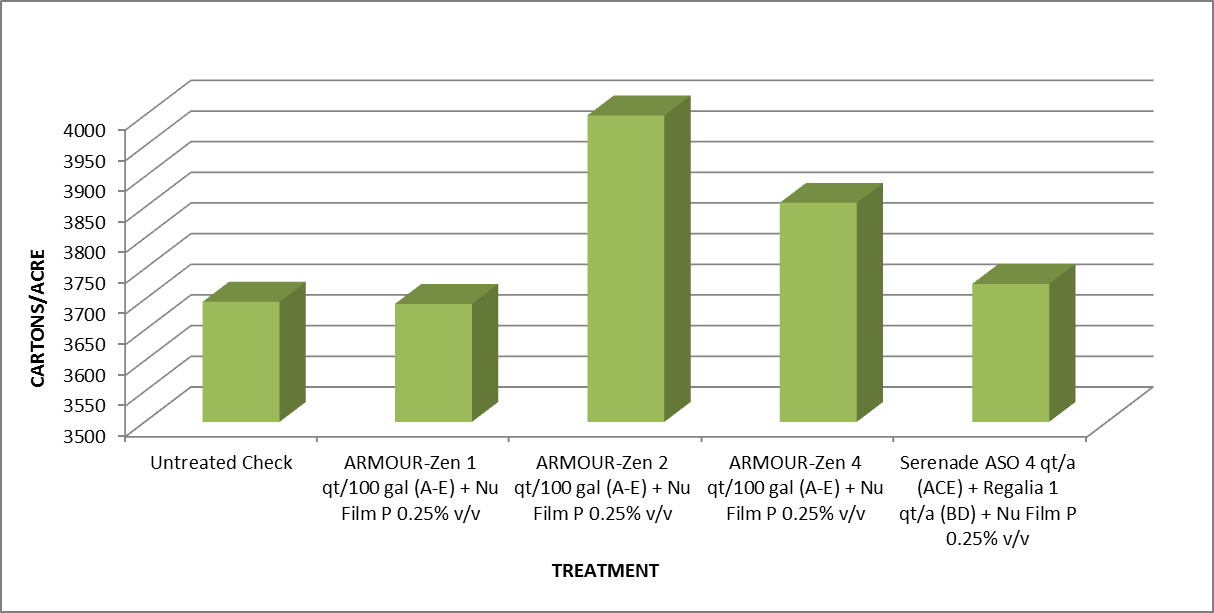 4000
3950
3900
3850
3800
3750
3700
3650
3600
3550
3500
CARTONS/ACRE
Untreated Check
ARMOUR-Zen 1
qt/100 gal (A-E) + Nu
Film P 0.25% v/v
ARMOUR-Zen 2
qt/100 gal (A-E) + Nu
Film P 0.25% v/v
ARMOUR-Zen 4
qt/100 gal (A-E) + Nu
Film P 0.25% v/v
Serenade ASO 4 qt/a
(ACE) + Regalia 1
qt/a (BD) + Nu Film P
0.25% v/v
TREATMENT